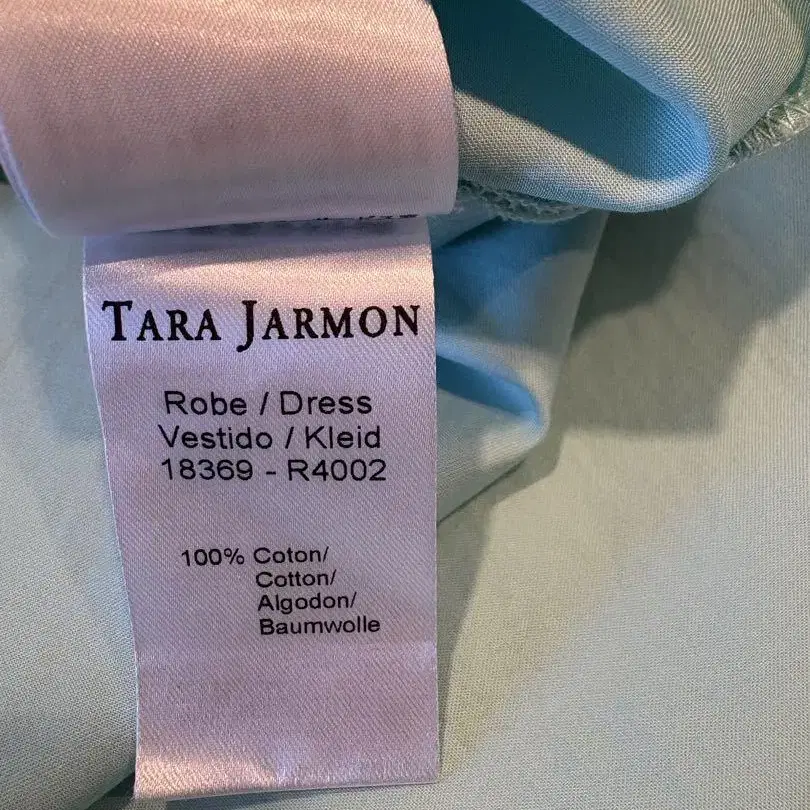 TARA JARMON
Robe / Dress
Vestido / Kleid
18369 - R4002
100% Coton/
Cotton/
Algodon/
Baumwolle